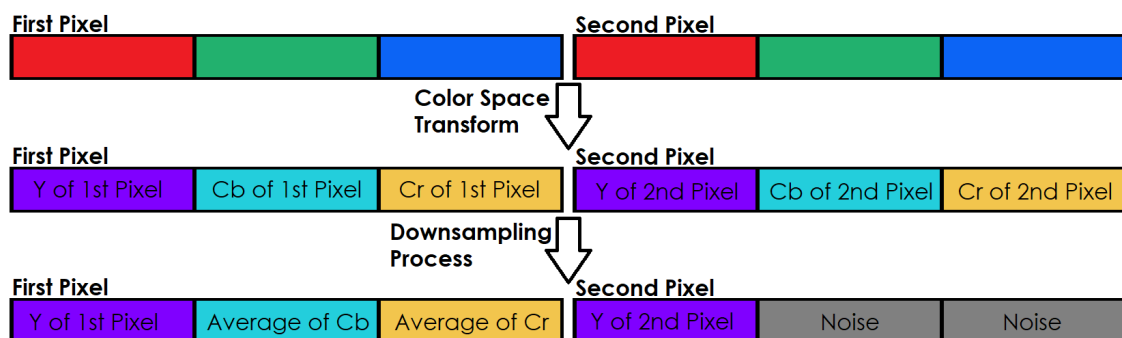 First Pixel
Second Pixel
Color Space
Transform
First Pixel
Second Pixel
Y of 1st Pixel
Cb of 1st Pixel
Cr of 1st Pixel
Y of 2nd Pixel
Cb of 2nd Pixel
Cr of 2nd Pixel
Downsampling
Process
First Pixel
Second Pixel
Y of 1st Pixel
Average of Cb
Average of Cr
Y of 2nd Pixel
Noise
Noise